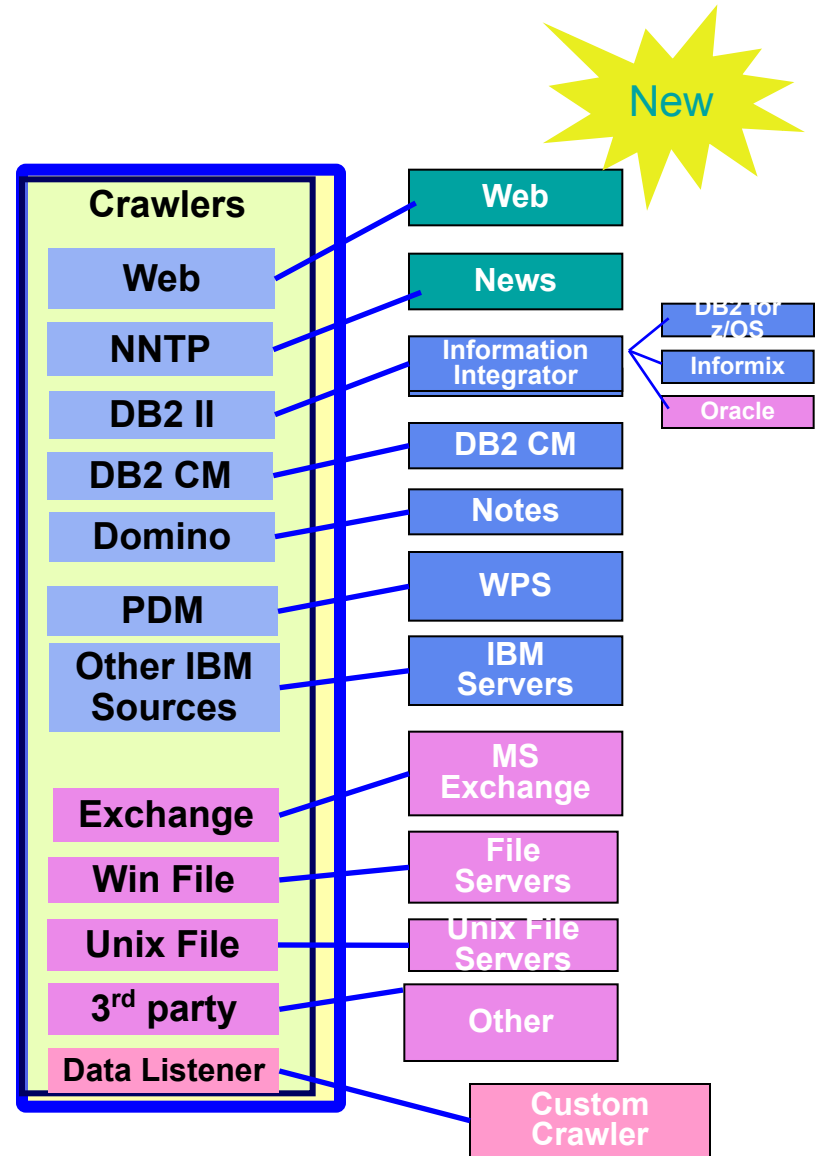 New
Crawlers
Web
NNTP
DB2 II
DB2 CM
Domino
PDM
Other IBM
Sources
Exchange
Win File
Unix File
3rd party
Data Listener
Web
News
Information
Integrator
DB2 CM
Notes
WPS
IBM
Servers
MS
Exchange
File
Servers
Unix File
Servers
Other
Custom
Crawler
DB2 for
z/OS
Informix
Oracle